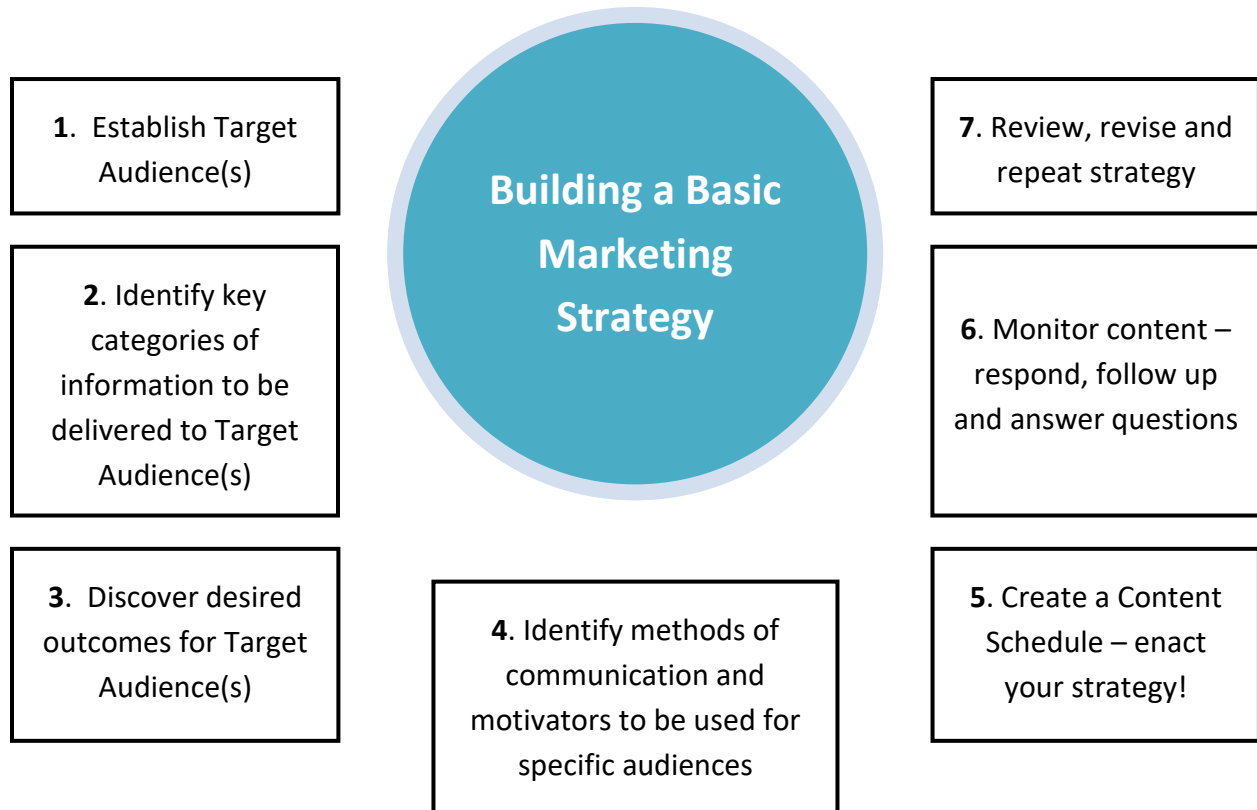 Building a Basic
Marketing
Strategy
1.  Establish Target
Audience(s)
2. Identify key
categories of
information to be
delivered to Target
Audience(s)
3.  Discover desired
outcomes for Target
Audience(s)
4. Identify methods of
communication and
motivators to be used for
specific audiences
5. Create a Content
Schedule – enact
your strategy!
6. Monitor content –
respond, follow up
and answer questions
7. Review, revise and
repeat strategy